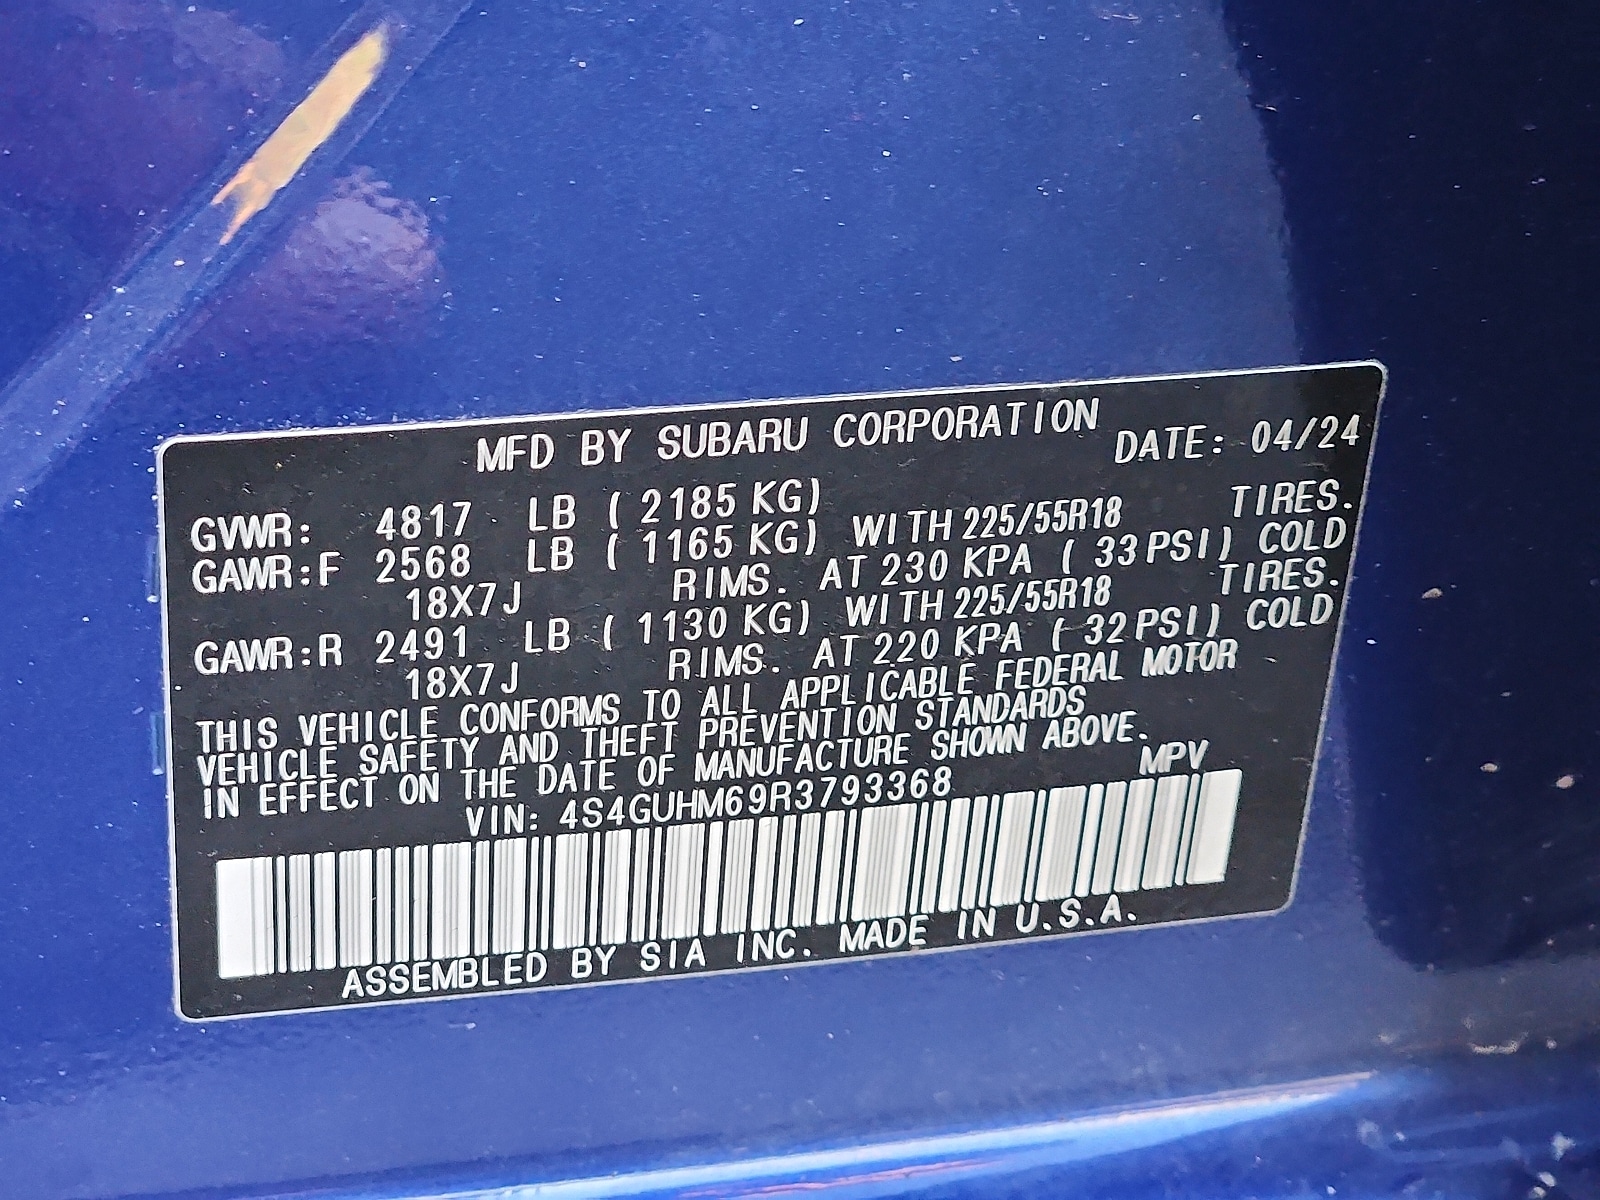 MFD BY SUBARU CORPORATION DATE: 04/24
GVWR: 4817 LB ( 2185 KG)
GAWR:F 2568 LB ( 1165 KG) WITH 225/55R18 TIRES.
18X7J RIMS. AT 230 KPA ( 33 PSI) COLD
GAWR:R 2491 LB ( 1130 KG) WITH 225/55R18 TIRES.
18X7J RIMS. AT 220 KPA ( 32 PSI) COLD
THIS VEHICLE CONFORMS TO ALL APPLICABLE FEDERAL MOTOR
VEHICLE SAFETY AND THEFT PREVENTION STANDARDS
IN EFFECT ON THE DATE OF MANUFACTURE SHOWN ABOVE.
VIN: 4S4GUHM69R3793368 MPV
ASSEMBLED BY SIA INC. MADE IN U.S.A.